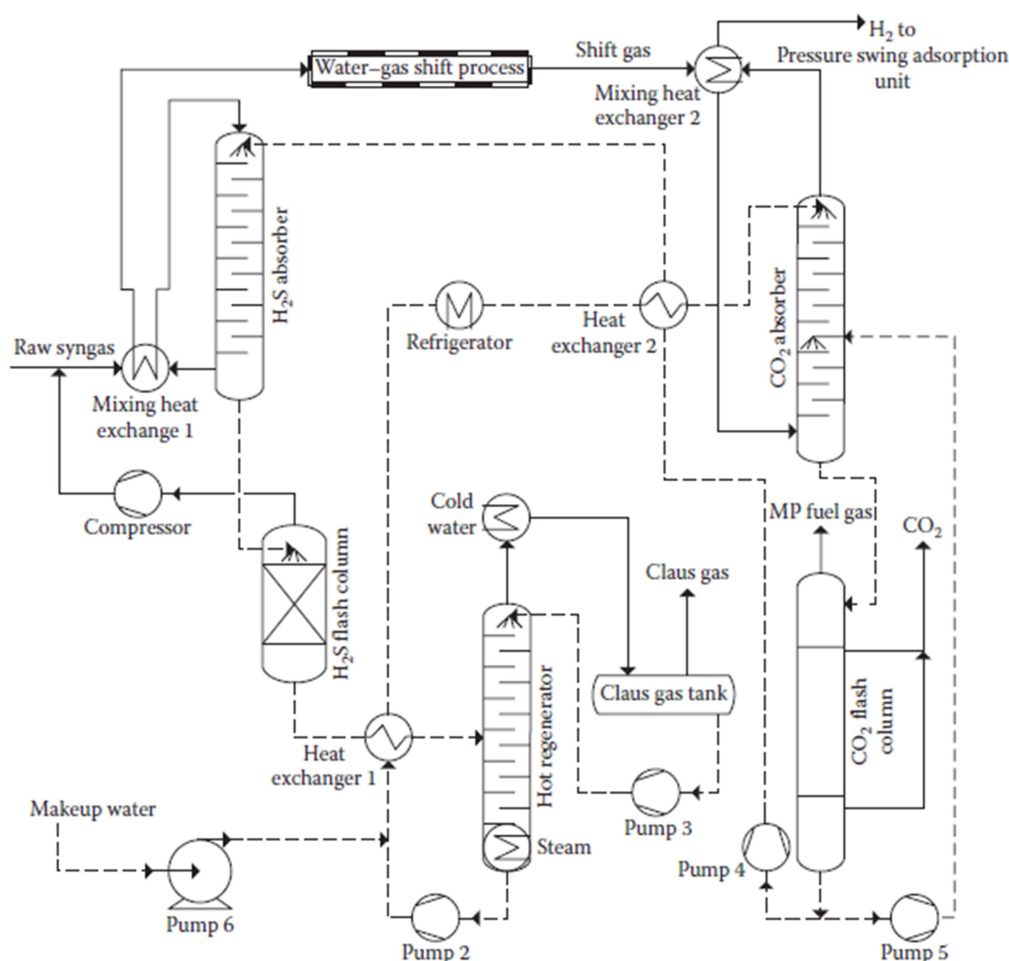 H₂ to
Pressure swing adsorption
unit
Water–gas shift process
Shift gas
Mixing heat
exchanger 2
H₂S absorber
CO₂ absorber
Refrigerator
Heat
exchanger 2
Raw syngas
Mixing heat
exchange 1
Compressor
Cold
water
MP fuel gas
CO₂
H₂S flash column
Claus gas
Claus gas tank
CO₂ flash
column
Hot regenerator
Heat
exchanger 1
Makeup water
Pump 3
Steam
Pump 4
Pump 6
Pump 2
Pump 5